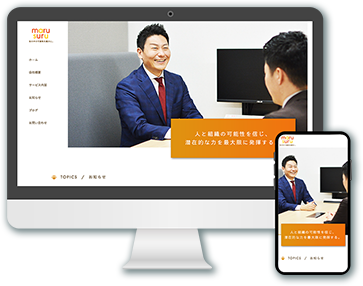 maru
guru
ホーム
会社概要
サービス内容
お知らせ
ブログ
お問い合わせ
人と組織の可能性を信じ、
潜在的な力を最大限に発揮する
TOPICS / お知らせ
maru
guru
人と組織の可能性を信じ、
潜在的な力を最大限に発揮する。
TOPICS / お知らせ